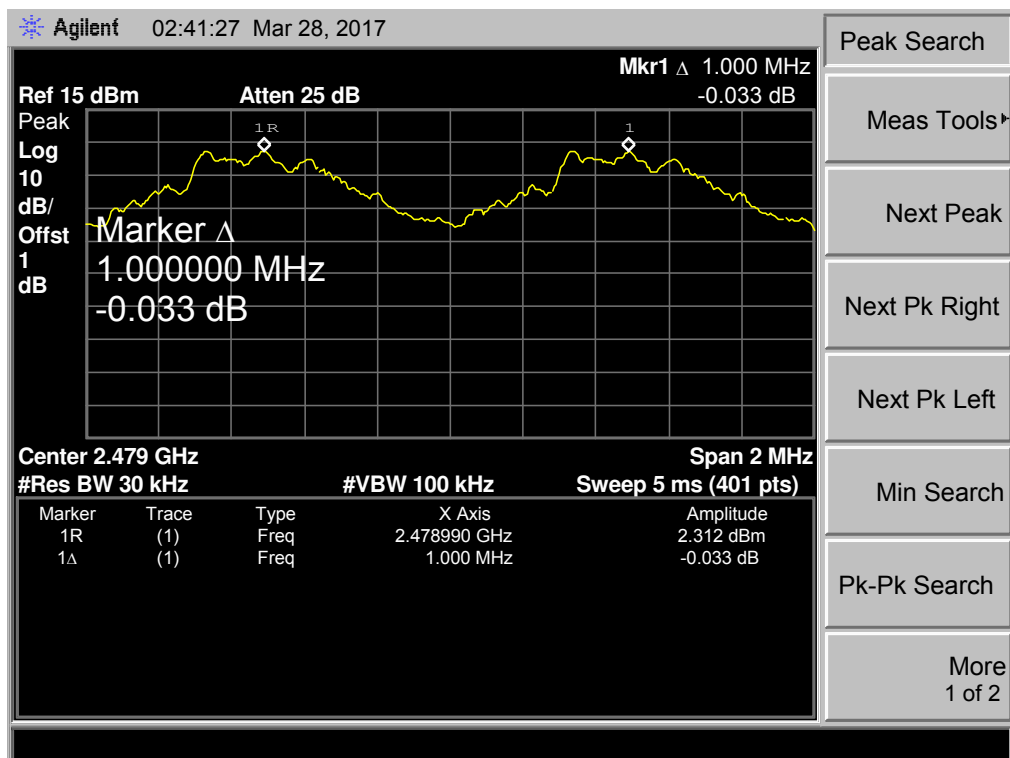 Agilent 02:41:27 Mar 28, 2017
Peak Search
Mkr1 Δ 1.000 MHz
Ref 15 dBm Atten 25 dB -0.033 dB
Peak
Log
10
dB/
Offst
1
dB
1R
1
Marker Δ
1.000000 MHz
-0.033 dB
Center 2.479 GHz Span 2 MHz
#Res BW 30 kHz #VBW 100 kHz Sweep 5 ms (401 pts)
Marker Trace Type X Axis Amplitude
1R (1) Freq 2.478990 GHz 2.312 dBm
1Δ (1) Freq 1.000 MHz -0.033 dB
Meas Tools
Next Peak
Next Pk Right
Next Pk Left
Min Search
Pk-Pk Search
More
1 of 2